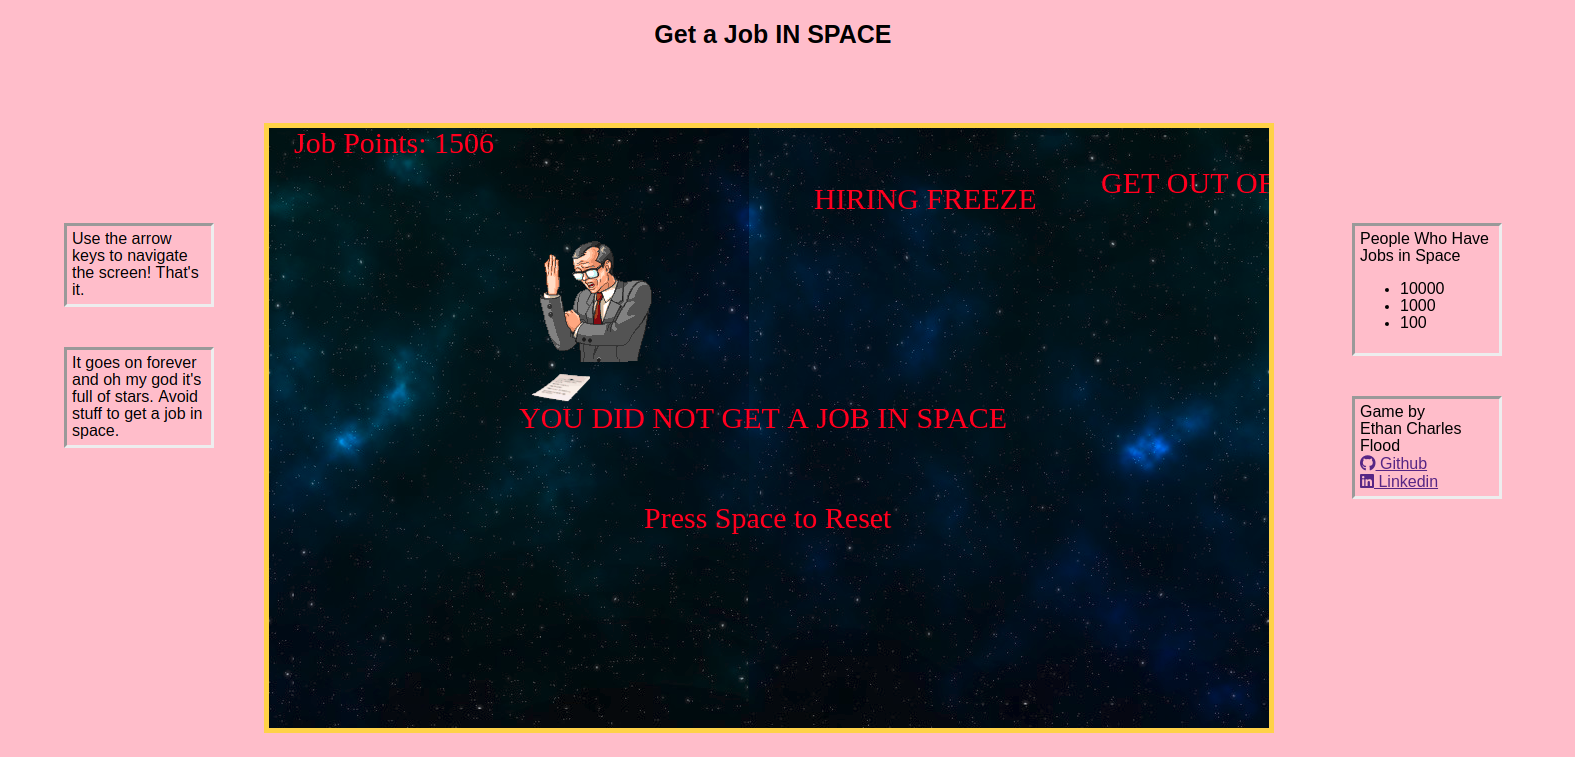 Get a Job IN SPACE
Job Points: 1506
HIRING FREEZE
GET OUT OF
Use the arrow
keys to navigate
the screen! That's
it.
It goes on forever
and oh my god it's
full of stars. Avoid
stuff to get a job in
space.
YOU DID NOT GET A JOB IN SPACE
Press Space to Reset
People Who Have
Jobs in Space
10000
1000
100
Game by
Ethan Charles
Flood
Github
Linkedin